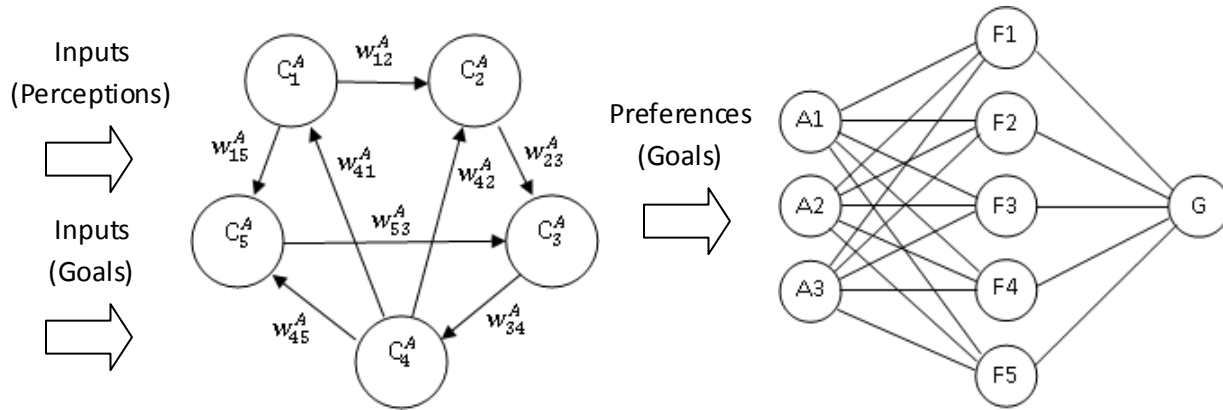 Inputs
(Perceptions)
Inputs
(Goals)
C₁ᴬ
w₁₂ᴬ
C₂ᴬ
w₁₅ᴬ
w₄₁ᴬ
w₄₂ᴬ
w₂₃ᴬ
C₅ᴬ
w₅₃ᴬ
C₃ᴬ
w₄₅ᴬ
w₃₄ᴬ
C₄ᴬ
Preferences
(Goals)
A1
A2
A3
F1
F2
F3
F4
F5
G